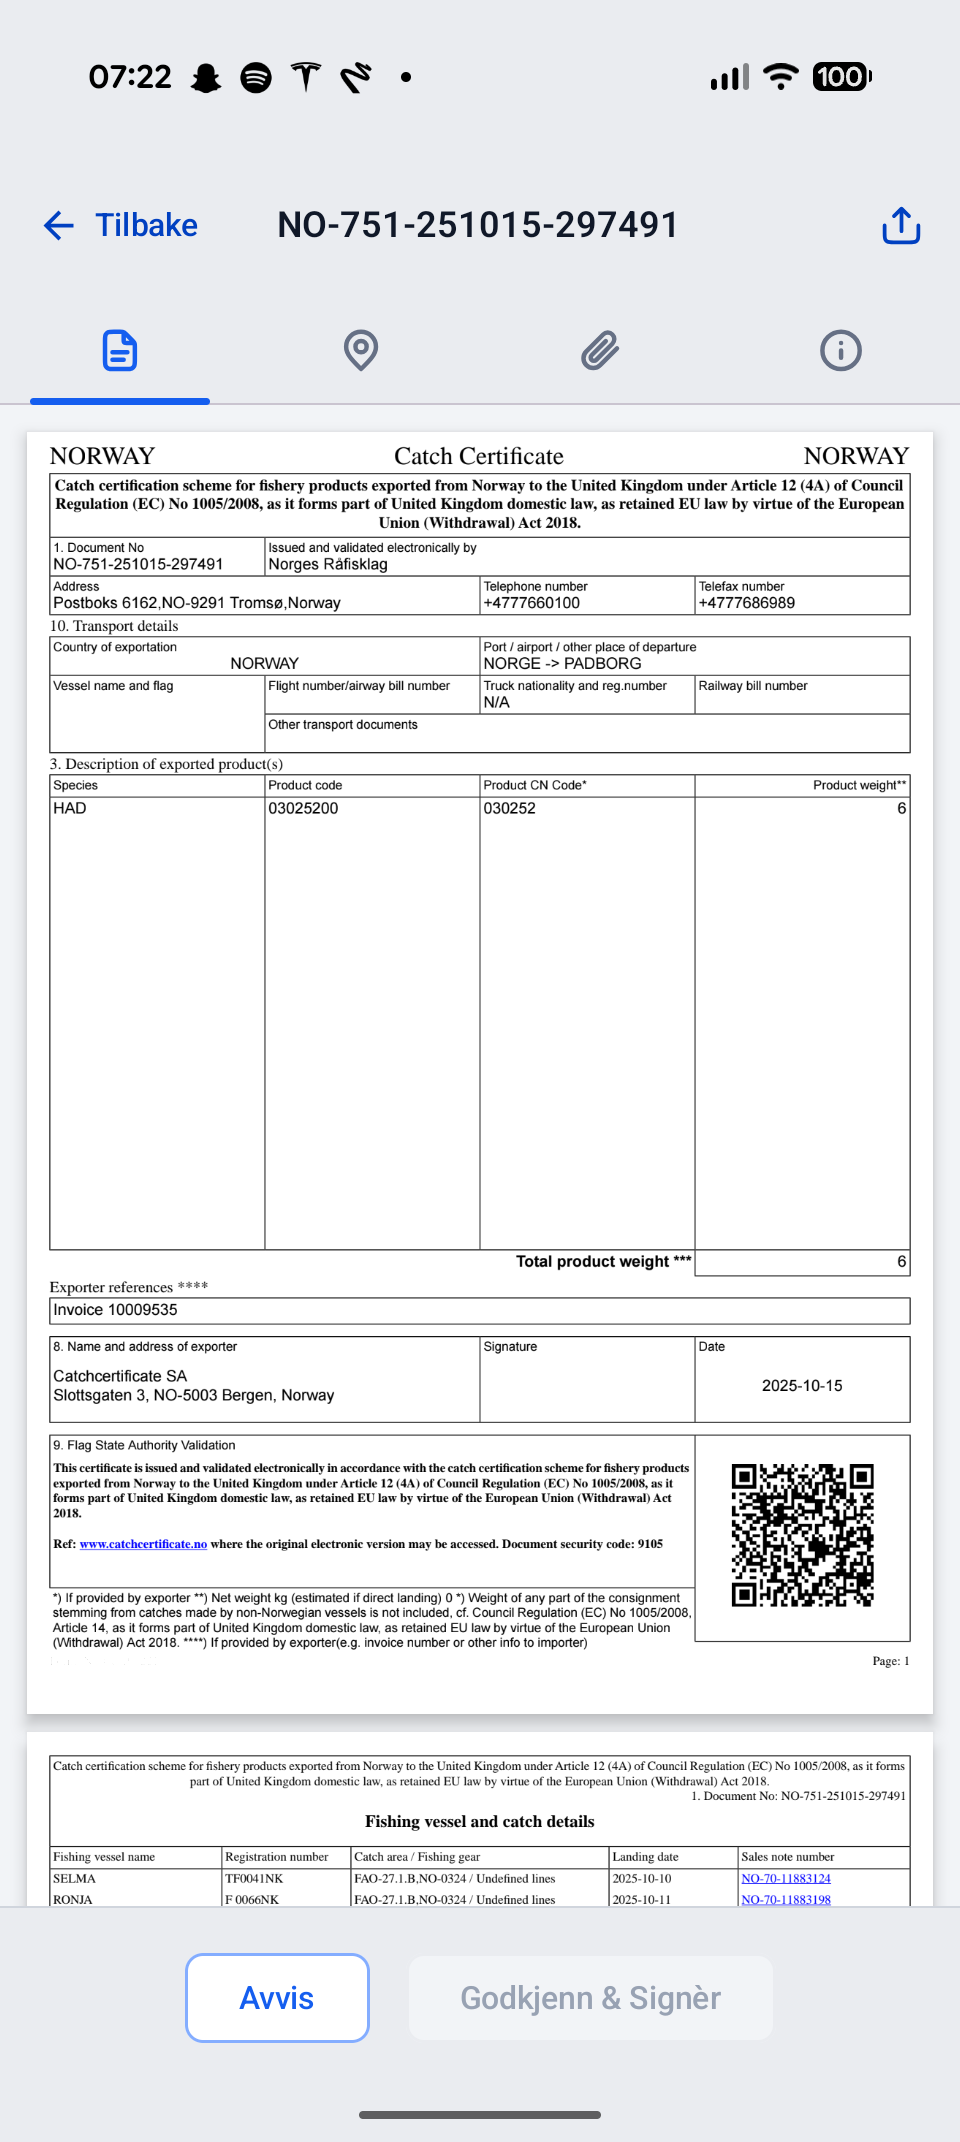 07:22
100
Tilbake
NO-751-251015-297491
NORWAY Catch Certificate NORWAY
Catch certification scheme for fishery products exported from Norway to the United Kingdom under Article 12 (4A) of Council
Regulation (EC) No 1005/2008, as it forms part of United Kingdom domestic law, as retained EU law by virtue of the European
Union (Withdrawal) Act 2018.
1. Document No Issued and validated electronically by
NO-751-251015-297491 Norges Råfisklag
Address Telephone number Telefax number
Postboks 6162,NO-9291 Tromsø,Norway +4777660100 +4777686989
10. Transport details
Country of exportation Port / airport / other place of departure
NORWAY NORGE -> PADBORG
Vessel name and flag Flight number/airway bill number Truck nationality and reg.number Railway bill number
N/A
Other transport documents
3. Description of exported product(s)
Species Product code Product CN Code* Product weight**
HAD 03025200 030252 6
Total product weight *** 6
Exporter references ****
Invoice 10009535
8. Name and address of exporter Signature Date
Catchcertificate SA
Slottsgaten 3, NO-5003 Bergen, Norway
2025-10-15
9. Flag State Authority Validation
This certificate is issued and validated electronically in accordance with the catch certification scheme for fishery products
exported from Norway to the United Kingdom under Article 12 (4A) of Council Regulation (EC) No 1005/2008, as it
forms part of United Kingdom domestic law, as retained EU law by virtue of the European Union (Withdrawal) Act
2018.
Ref: www.catchcertificate.no where the original electronic version may be accessed. Document security code: 9105
*) If provided by exporter **) Net weight kg (estimated if direct landing) 0 *) Weight of any part of the consignment
stemming from catches made by non-Norwegian vessels is not included, cf. Council Regulation (EC) No 1005/2008,
Article 14, as it forms part of United Kingdom domestic law, as retained EU law by virtue of the European Union
(Withdrawal) Act 2018. ****) If provided by exporter(e.g. invoice number or other info to importer)
Page: 1
Catch certification scheme for fishery products exported from Norway to the United Kingdom under Article 12 (4A) of Council Regulation (EC) No 1005/2008, as it forms
part of United Kingdom domestic law, as retained EU law by virtue of the European Union (Withdrawal) Act 2018.
1. Document No: NO-751-251015-297491
Fishing vessel and catch details
Fishing vessel name Registration number Catch area / Fishing gear Landing date Sales note number
SELMA TF0041NK FAO-27.1.B,NO-0324 / Undefined lines 2025-10-10 NO-70-11883124
RONJA F 0066NK FAO-27.1.B,NO-0324 / Undefined lines 2025-10-11 NO-70-11883198
Avvis
Godkjenn & Signèr